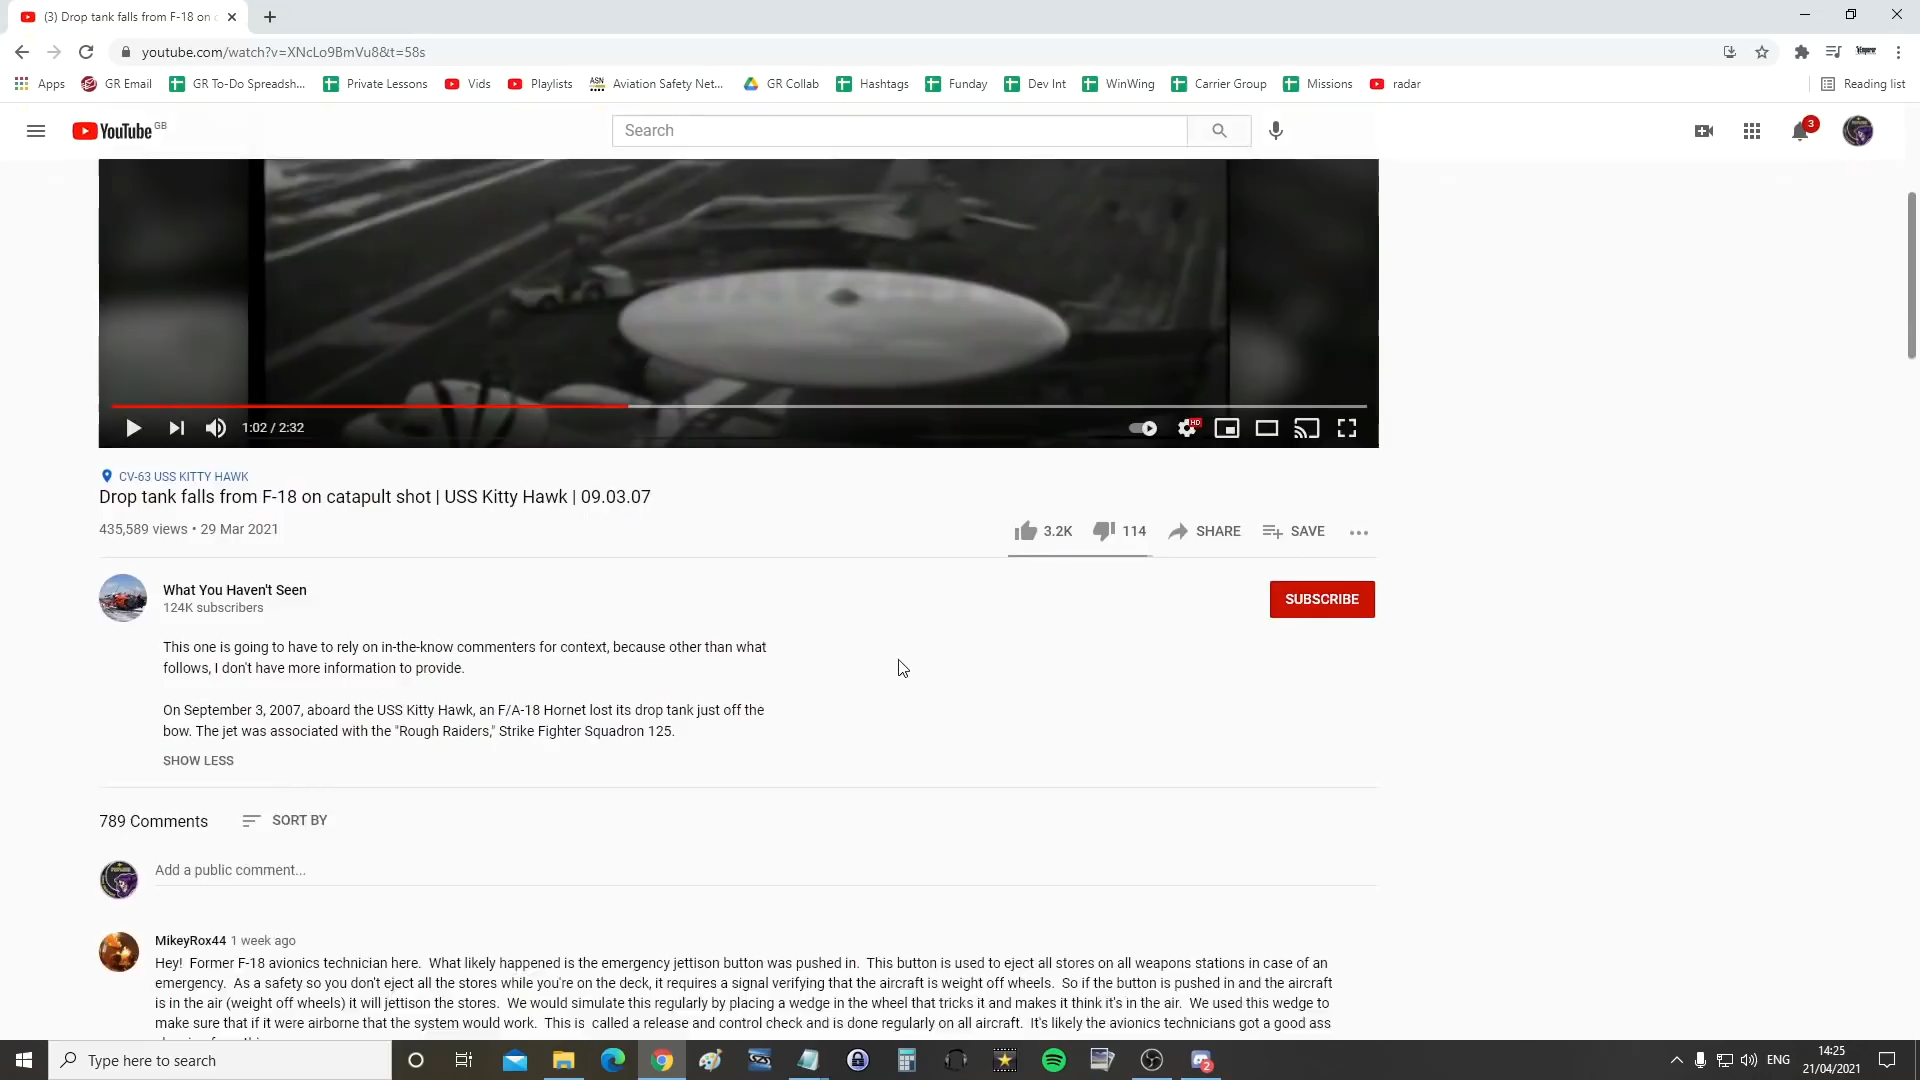 (3) Drop tank falls from F-18 on c
youtube.com/watch?v=XNcLo9BmVu8&t=58s
Apps GR Email GR To-Do Spreadsh... Private Lessons Vids Playlists ASN Aviation Safety Net... GR Collab Hashtags Funday Dev Int WinWing Carrier Group Missions radar Reading list
YouTube GB Search 3
1:02 / 2:32 HD
CV-63 USS KITTY HAWK
Drop tank falls from F-18 on catapult shot | USS Kitty Hawk | 09.03.07
435,589 views • 29 Mar 2021 3.2K 114 SHARE SAVE
What You Haven't Seen
124K subscribers
SUBSCRIBE
This one is going to have to rely on in-the-know commenters for context, because other than what
follows, I don't have more information to provide.
On September 3, 2007, aboard the USS Kitty Hawk, an F/A-18 Hornet lost its drop tank just off the
bow. The jet was associated with the "Rough Raiders," Strike Fighter Squadron 125.
SHOW LESS
789 Comments SORT BY
Add a public comment...
MikeyRox44 1 week ago
Hey! Former F-18 avionics technician here. What likely happened is the emergency jettison button was pushed in. This button is used to eject all stores on all weapons stations in case of an
emergency. As a safety so you don't eject all the stores while you're on the deck, it requires a signal verifying that the aircraft is weight off wheels. So if the button is pushed in and the aircraft
is in the air (weight off wheels) it will jettison the stores. We would simulate this regularly by placing a wedge in the wheel that tricks it and makes it think it's in the air. We used this wedge to
make sure that if it were airborne that the system would work. This is called a release and control check and is done regularly on all aircraft. It's likely the avionics technicians got a good ass
Type here to search 2 ENG 14:25
21/04/2021